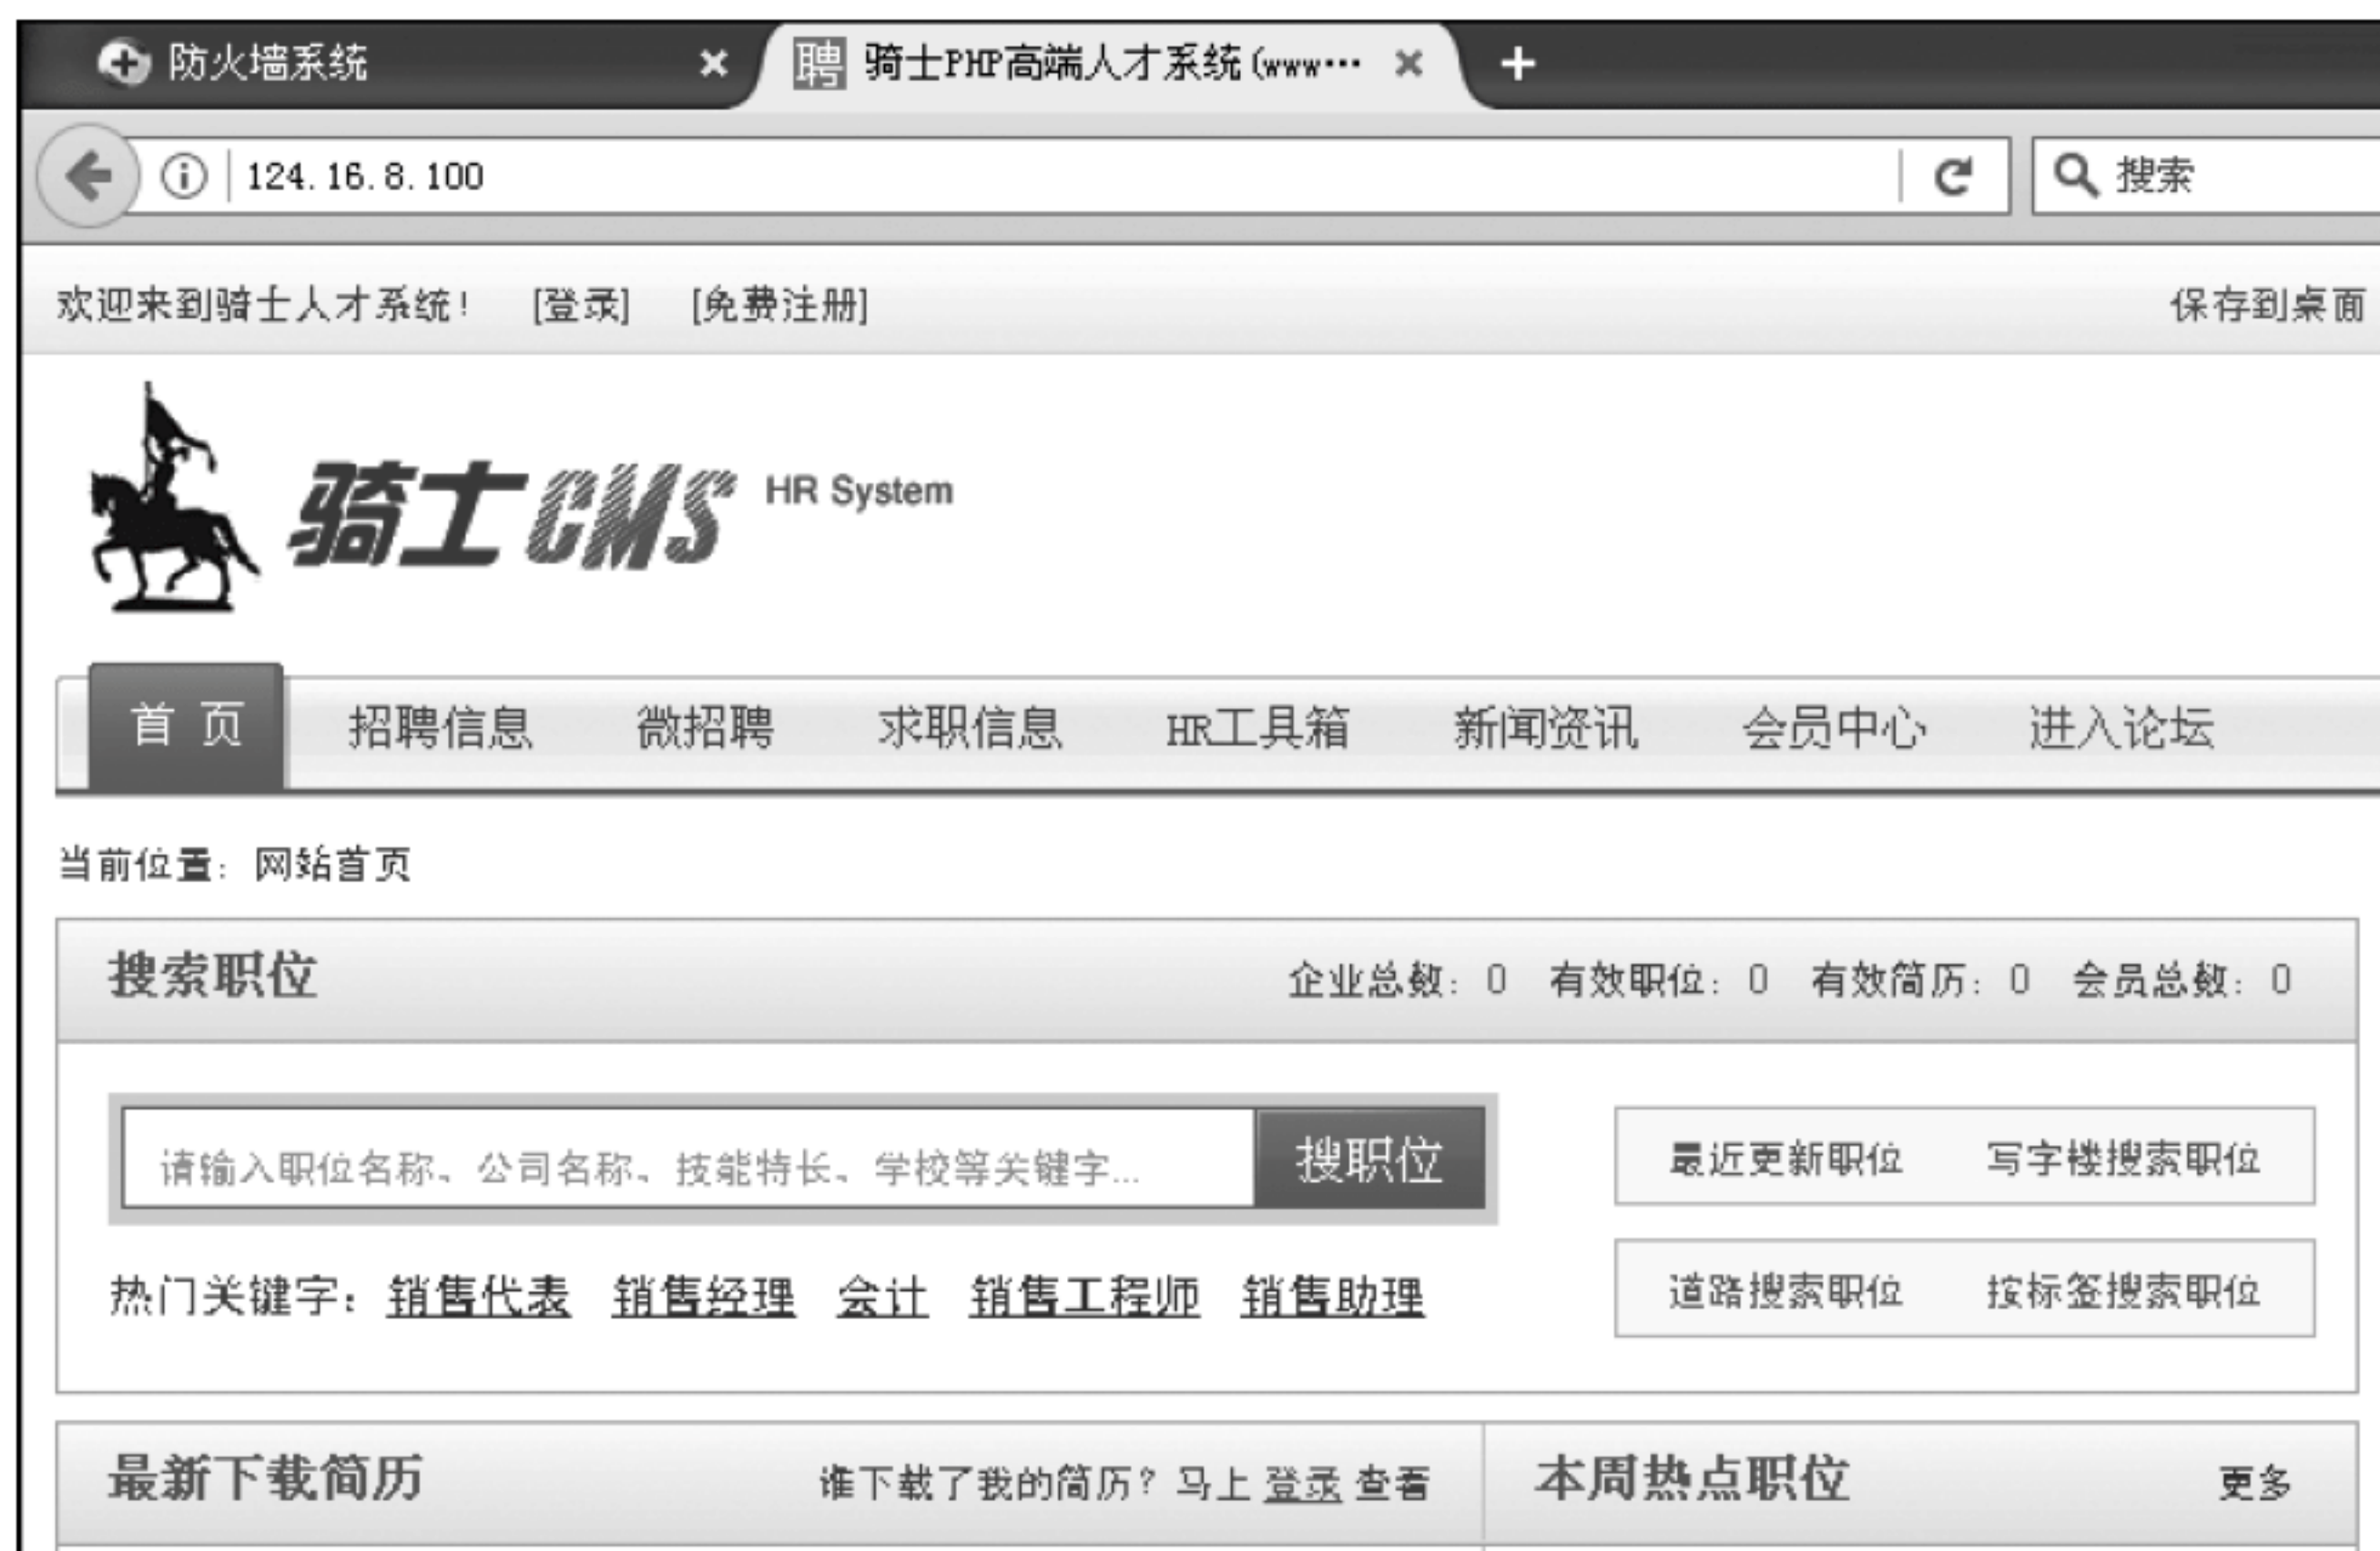 防火墙系统 骑士PHP高端人才系统(www…
124.16.8.100 搜索
欢迎来到骑士人才系统! [登录] [免费注册] 保存到桌面
骑士CMS HR System
首页 招聘信息 微招聘 求职信息 HR工具箱 新闻资讯 会员中心 进入论坛
当前位置: 网站首页
搜索职位 企业总数: 0 有效职位: 0 有效简历: 0 会员总数: 0
请输入职位名称、公司名称、技能特长、学校等关键字... 搜职位 最近更新职位 写字楼搜索职位
热门关键字: 销售代表 销售经理 会计 销售工程师 销售助理 道路搜索职位 按标签搜索职位
最新下载简历 谁下载了我的简历? 马上 登录 查看 本周热点职位 更多